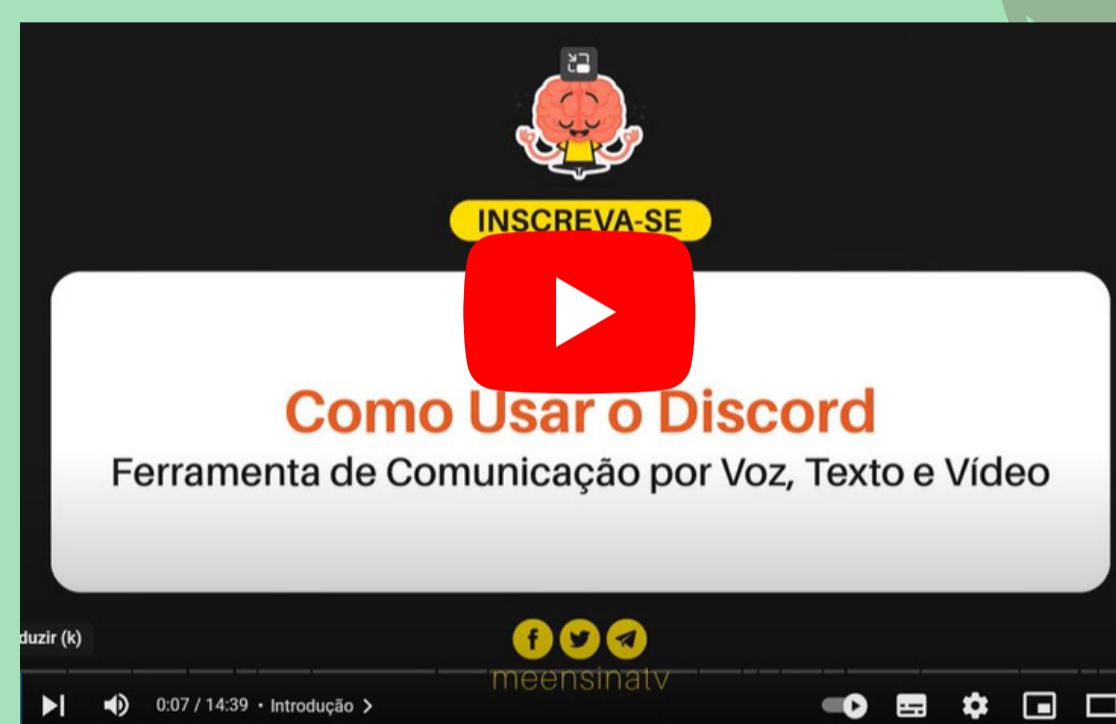 INSCREVA-SE
Como Usar o Discord
Ferramenta de Comunicação por Voz, Texto e Vídeo
duzir (k)
meensinatv
0:07 / 14:39 • Introdução >